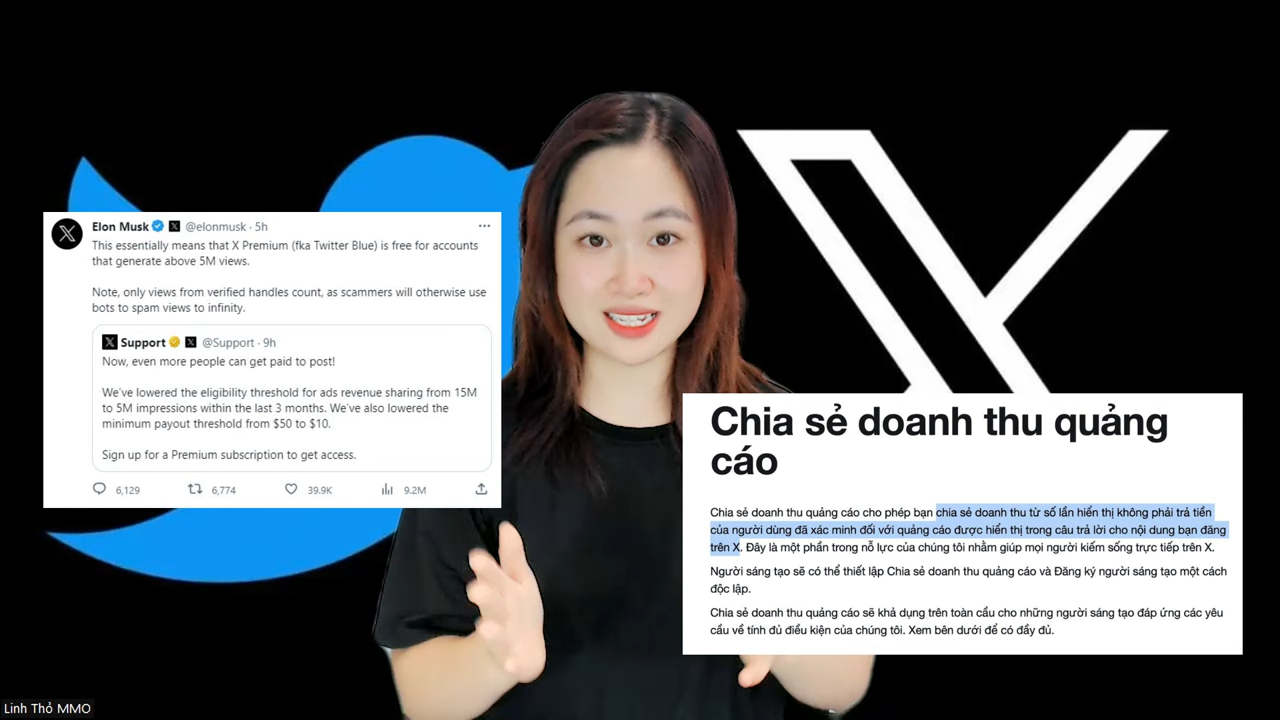 Elon Musk @elonmusk · 5h
This essentially means that X Premium (fka Twitter Blue) is free for accounts
that generate above 5M views.
Note, only views from verified handles count, as scammers will otherwise use
bots to spam views to infinity.
Support @Support · 9h
Now, even more people can get paid to post!
We've lowered the eligibility threshold for ads revenue sharing from 15M
to 5M impressions within the last 3 months. We've also lowered the
minimum payout threshold from $50 to $10.
Sign up for a Premium subscription to get access.
6,129 6,774 39.9K 9.2M
Chia sẻ doanh thu quảng
cáo
Chia sẻ doanh thu quảng cáo cho phép bạn chia sẻ doanh thu từ số lần hiển thị không phải trả tiền
của người dùng đã xác minh đối với quảng cáo được hiển thị trong câu trả lời cho nội dung bạn đăng
trên X. Đây là một phần trong nỗ lực của chúng tôi nhằm giúp mọi người kiếm sống trực tiếp trên X.
Người sáng tạo sẽ có thể thiết lập Chia sẻ doanh thu quảng cáo và Đăng ký người sáng tạo một cách
độc lập.
Chia sẻ doanh thu quảng cáo sẽ khả dụng trên toàn cầu cho những người sáng tạo đáp ứng các yêu
cầu về tính đủ điều kiện của chúng tôi. Xem bên dưới để có đầy đủ.
Linh Thỏ MMO